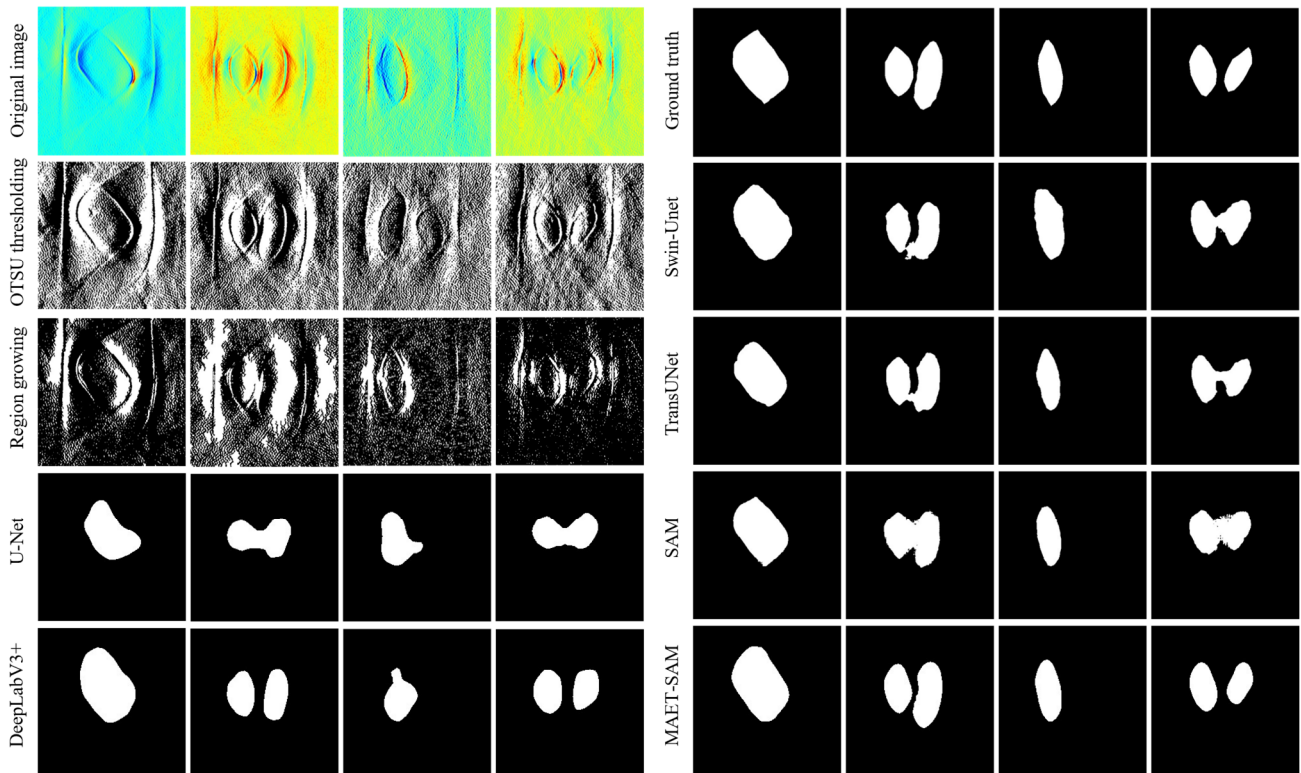 Original image
OTSU thresholding
Region growing
U-Net
DeepLabV3+
Ground truth
Swin-Unet
TransUNet
SAM
MAET-SAM